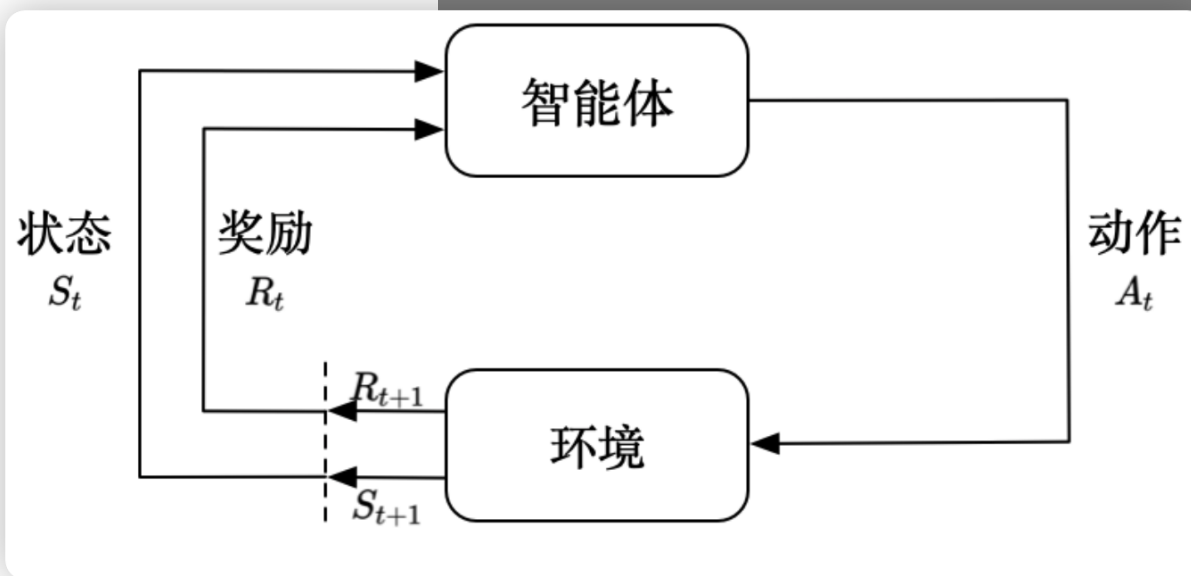 智能体
状态
S_t
奖励
R_t
动作
A_t
R_{t+1}
环境
S_{t+1}